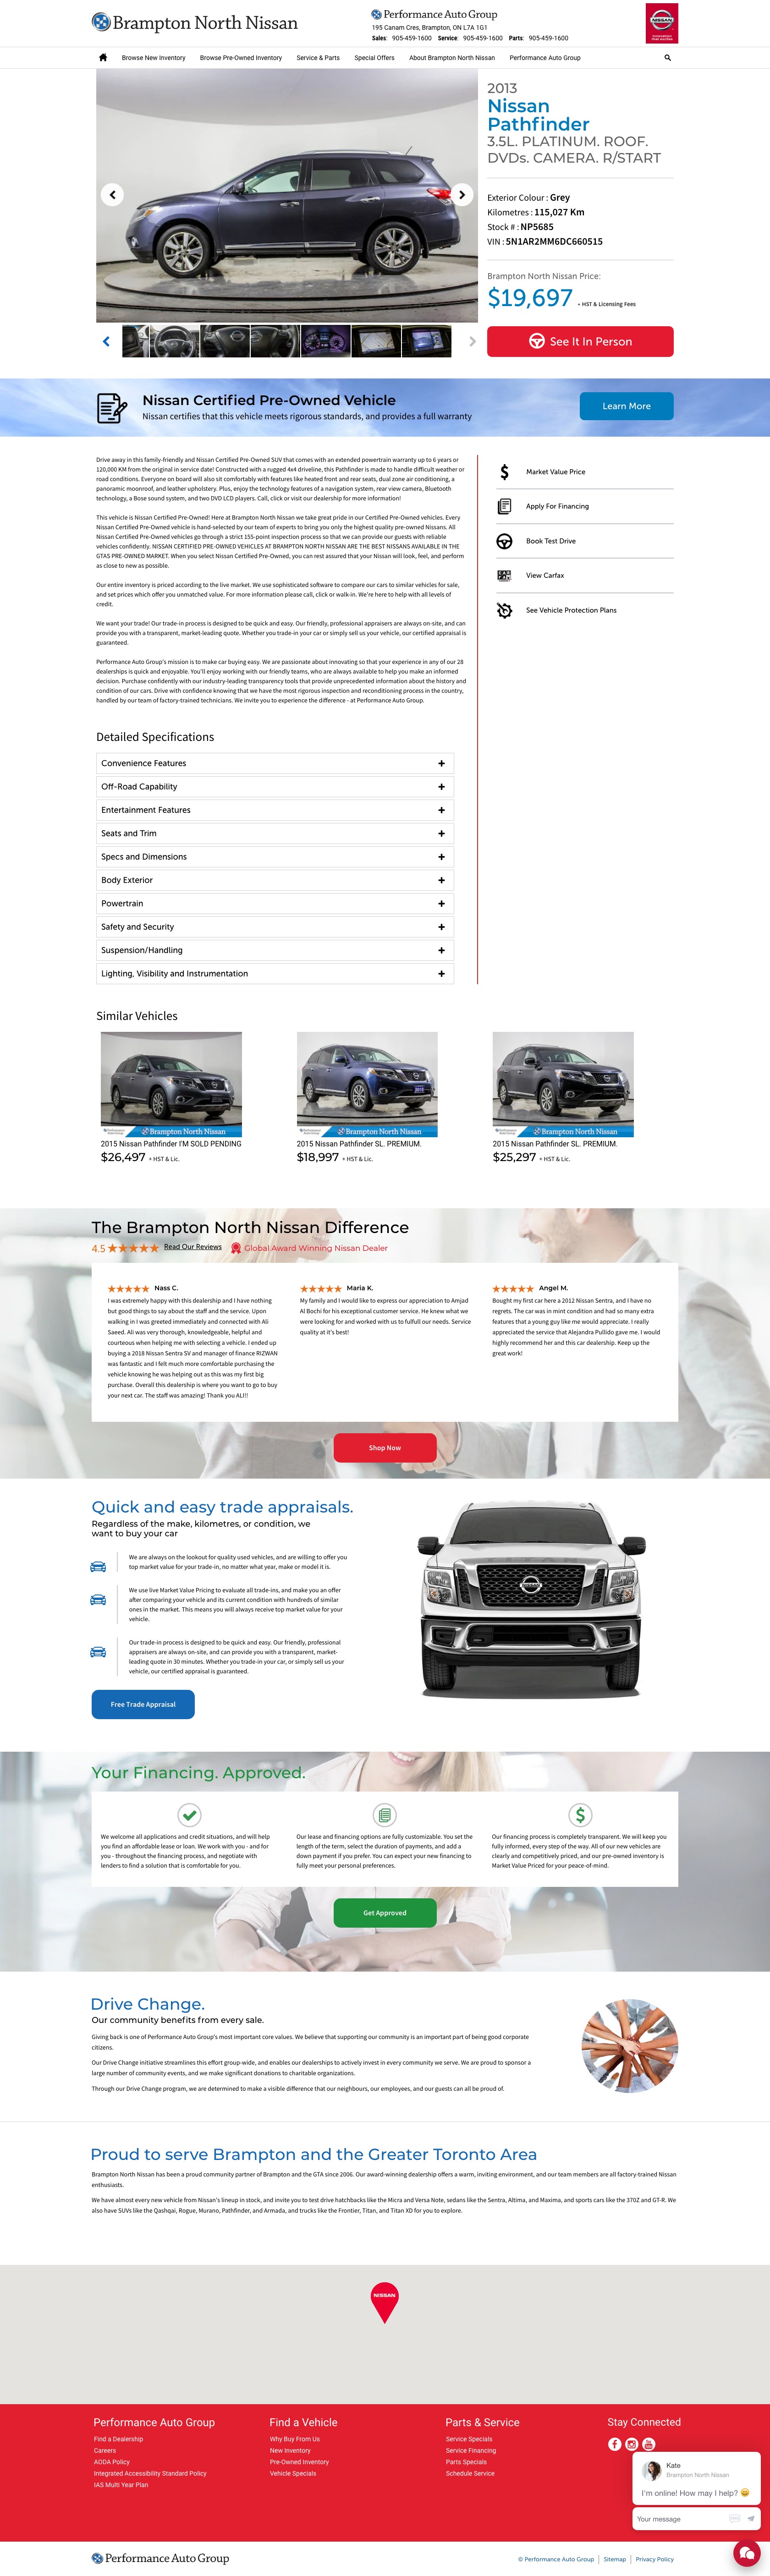 Brampton North Nissan
Performance Auto Group
195 Canam Cres, Brampton, ON L7A 1G1
Sales: 905-459-1600 Service: 905-459-1600 Parts: 905-459-1600
NISSAN
Browse New Inventory Browse Pre-Owned Inventory Service & Parts Special Offers About Brampton North Nissan Performance Auto Group
2013
Nissan
Pathfinder
3.5L. PLATINUM. ROOF.
DVDs. CAMERA. R/START
Exterior Colour : Grey
Kilometres : 115,027 Km
Stock # : NP5685
VIN : 5N1AR2MM6DC660515
Brampton North Nissan Price:
$19,697 + HST & Licensing Fees
See It In Person
Nissan Certified Pre-Owned Vehicle
Nissan certifies that this vehicle meets rigorous standards, and provides a full warranty
Learn More
Drive away in this family-friendly and Nissan Certified Pre-Owned SUV that comes with an extended powertrain warranty up to 6 years or
120,000 KM from the original in service date! Constructed with a rugged 4x4 driveline, this Pathfinder is made to handle difficult weather or
road conditions. Everyone on board will also sit comfortably with features like heated front and rear seats, dual zone air conditioning, a
panoramic moonroof, and leather upholstery. Plus, enjoy the technology features of a navigation system, rear view camera, Bluetooth
technology, a Bose sound system, and two DVD LCD players. Call, click or visit our dealership for more information!
This vehicle is Nissan Certified Pre-Owned! Here at Brampton North Nissan we take great pride in our Certified Pre-Owned vehicles. Every
Nissan Certified Pre-Owned vehicle is hand-selected by our team of experts to bring you only the highest quality pre-owned Nissans. All
Nissan Certified Pre-Owned vehicles go through a strict 155-point inspection process so that we can provide our guests with reliable
vehicles confidently. NISSAN CERTIFIED PRE-OWNED VEHICLES AT BRAMPTON NORTH NISSAN ARE THE BEST NISSANS AVAILABLE IN THE
GTAS PRE-OWNED MARKET. When you select Nissan Certified Pre-Owned, you can rest assured that your Nissan will look, feel, and perform
as close to new as possible.
Our entire inventory is priced according to the live market. We use sophisticated software to compare our cars to similar vehicles for sale,
and set prices which offer you unmatched value. For more information please call, click or walk-in. We're here to help with all levels of
credit.
We want your trade! Our trade-in process is designed to be quick and easy. Our friendly, professional appraisers are always on-site, and can
provide you with a transparent, market-leading quote. Whether you trade-in your car or simply sell us your vehicle, our certified appraisal is
guaranteed.
Performance Auto Group's mission is to make car buying easy. We are passionate about innovating so that your experience in any of our 28
dealerships is quick and enjoyable. You'll enjoy working with our friendly teams, who are always available to help you make an informed
decision. Purchase confidently with our industry-leading transparency tools that provide unprecedented information about the history and
condition of our cars. Drive with confidence knowing that we have the most rigorous inspection and reconditioning process in the country,
handled by our team of factory-trained technicians. We invite you to experience the difference - at Performance Auto Group.
Market Value Price
Apply For Financing
Book Test Drive
View Carfax
See Vehicle Protection Plans
Detailed Specifications
Convenience Features
Off-Road Capability
Entertainment Features
Seats and Trim
Specs and Dimensions
Body Exterior
Powertrain
Safety and Security
Suspension/Handling
Lighting, Visibility and Instrumentation
Similar Vehicles
Brampton North Nissan
2015 Nissan Pathfinder I'M SOLD PENDING
$26,497 + HST & Lic.
Brampton North Nissan
2015 Nissan Pathfinder SL. PREMIUM.
$18,997 + HST & Lic.
Brampton North Nissan
2015 Nissan Pathfinder SL. PREMIUM.
$25,297 + HST & Lic.
The Brampton North Nissan Difference
4.5 Read Our Reviews Global Award Winning Nissan Dealer
Nass C.
I was extremely happy with this dealership and I have nothing
but good things to say about the staff and the service. Upon
walking in I was greeted immediately and connected with Ali
Saeed. Ali was very thorough, knowledgeable, helpful and
courteous when helping me with selecting a vehicle. I ended up
buying a 2018 Nissan Sentra SV and manager of finance RIZWAN
was fantastic and I felt much more comfortable purchasing the
vehicle knowing he was helping out as this was my first big
purchase. Overall this dealership is where you want to go to buy
your next car. The staff was amazing! Thank you ALI!!
Maria K.
My family and I would like to express our appreciation to Amjad
Al Bochi for his exceptional customer service. He knew what we
were looking for and worked with us to fulfull our needs. Service
quality at it's best!
Angel M.
Bought my first car here a 2012 Nissan Sentra, and I have no
regrets. The car was in mint condition and had so many extra
features that a young guy like me would appreciate. I really
appreciated the service that Alejandra Pullido gave me. I would
highly recommend her and this car dealership. Keep up the
great work!
Shop Now
Quick and easy trade appraisals.
Regardless of the make, kilometres, or condition, we
want to buy your car
We are always on the lookout for quality used vehicles, and are willing to offer you
top market value for your trade-in, no matter what year, make or model it is.
We use live Market Value Pricing to evaluate all trade-ins, and make you an offer
after comparing your vehicle and its current condition with hundreds of similar
ones in the market. This means you will always receive top market value for your
vehicle.
Our trade-in process is designed to be quick and easy. Our friendly, professional
appraisers are always on-site, and can provide you with a transparent, market-
leading quote in 30 minutes. Whether you trade-in your car, or simply sell us your
vehicle, our certified appraisal is guaranteed.
Free Trade Appraisal
Your Financing. Approved.
We welcome all applications and credit situations, and will help
you find an affordable lease or loan. We work with you - and for
you - throughout the financing process, and negotiate with
lenders to find a solution that is comfortable for you.
Our lease and financing options are fully customizable. You set the
length of the term, select the duration of payments, and add a
down payment if you prefer. You can expect your new financing to
fully meet your personal preferences.
Our financing process is completely transparent. We will keep you
fully informed, every step of the way. All of our new vehicles are
clearly and competitively priced, and our pre-owned inventory is
Market Value Priced for your peace-of-mind.
Get Approved
Drive Change.
Our community benefits from every sale.
Giving back is one of Performance Auto Group's most important core values. We believe that supporting our community is an important part of being good corporate
citizens.
Our Drive Change initiative streamlines this effort group-wide, and enables our dealerships to actively invest in every community we serve. We are proud to sponsor a
large number of community events, and we make significant donations to charitable organizations.
Through our Drive Change program, we are determined to make a visible difference that our neighbours, our employees, and our guests can all be proud of.
Proud to serve Brampton and the Greater Toronto Area
Brampton North Nissan has been a proud community partner of Brampton and the GTA since 2006. Our award-winning dealership offers a warm, inviting environment, and our team members are all factory-trained Nissan
enthusiasts.
We have almost every new vehicle from Nissan's lineup in stock, and invite you to test drive hatchbacks like the Micra and Versa Note, sedans like the Sentra, Altima, and Maxima, and sports cars like the 370Z and GT-R. We
also have SUVs like the Qashqai, Rogue, Murano, Pathfinder, and Armada, and trucks like the Frontier, Titan, and Titan XD for you to explore.
NISSAN
Performance Auto Group
Find a Dealership
Careers
AODA Policy
Integrated Accessibility Standard Policy
IAS Multi Year Plan
Find a Vehicle
Why Buy From Us
New Inventory
Pre-Owned Inventory
Vehicle Specials
Parts & Service
Service Specials
Service Financing
Parts Specials
Schedule Service
Stay Connected
Kate
Brampton North Nissan
I'm online! How may I help?
Your message
Performance Auto Group
© Performance Auto Group Sitemap Privacy Policy